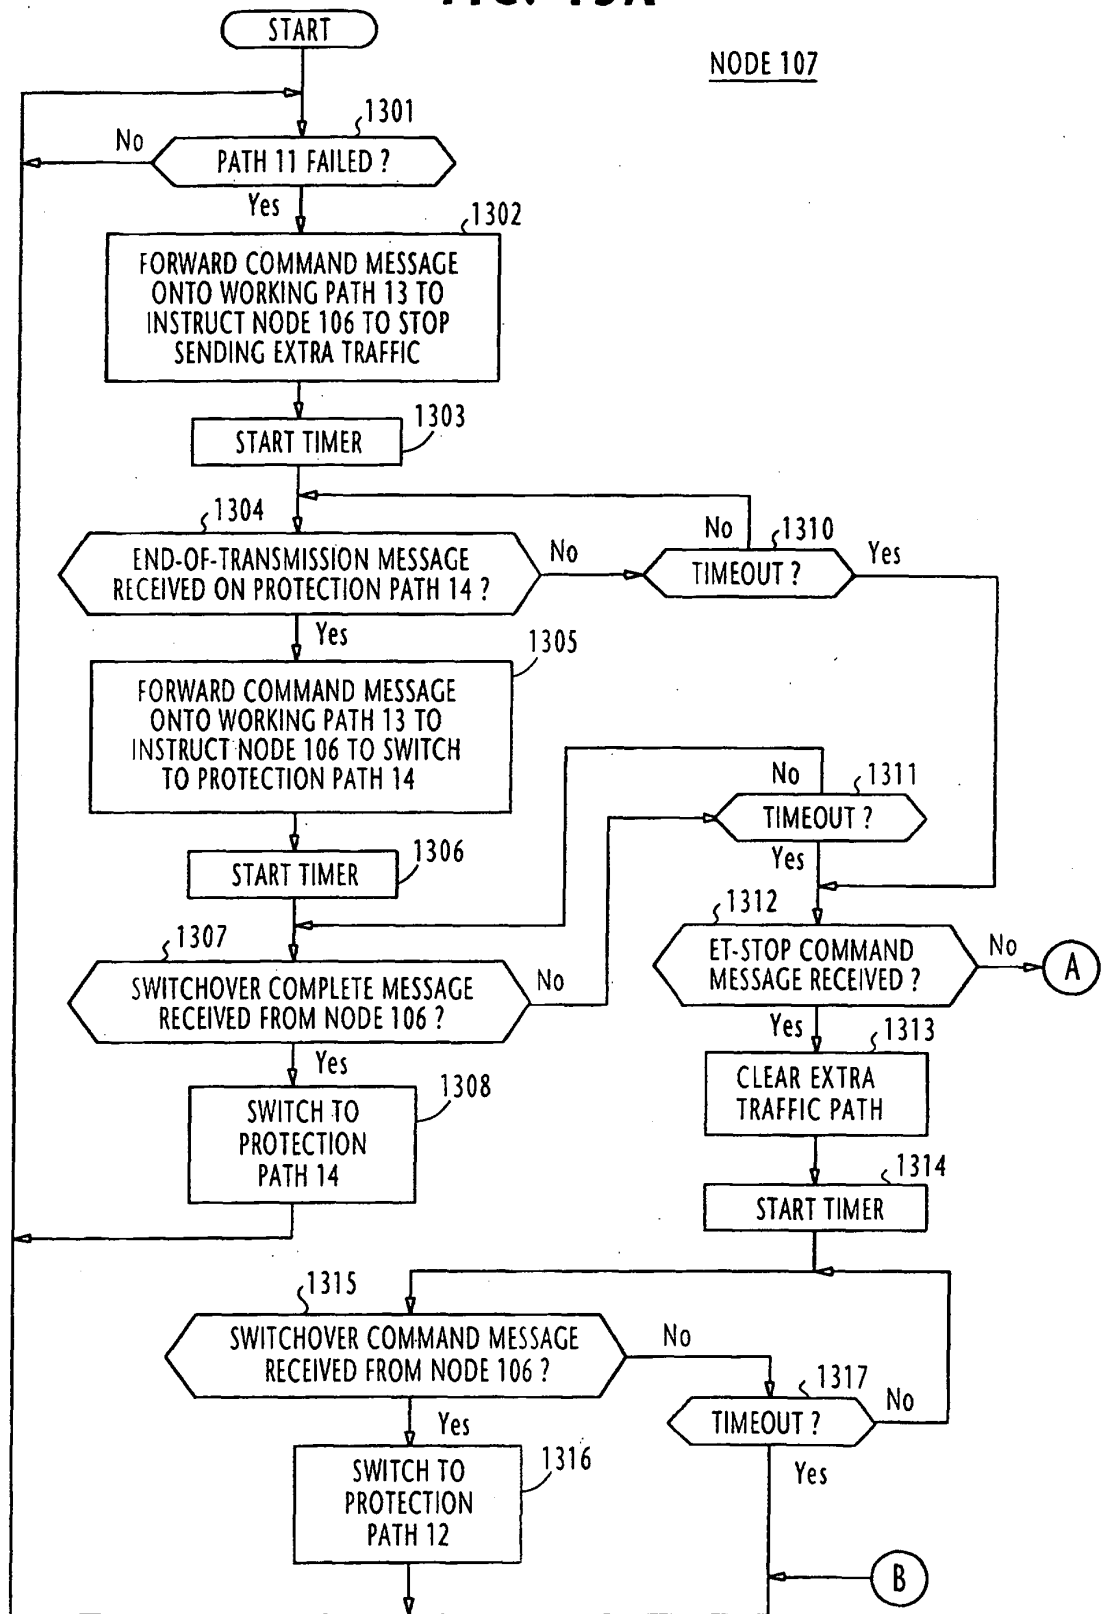 FIG. 13A
START
NODE 107
1301
No
PATH 11 FAILED ?
Yes
1302
FORWARD COMMAND MESSAGE
ONTO WORKING PATH 13 TO
INSTRUCT NODE 106 TO STOP
SENDING EXTRA TRAFFIC
1303
START TIMER
1304
END-OF-TRANSMISSION MESSAGE
RECEIVED ON PROTECTION PATH 14 ?
No
No
1310
TIMEOUT ?
Yes
Yes
1305
FORWARD COMMAND MESSAGE
ONTO WORKING PATH 13 TO
INSTRUCT NODE 106 TO SWITCH
TO PROTECTION PATH 14
No
1311
TIMEOUT ?
Yes
1306
START TIMER
1307
SWITCHOVER COMPLETE MESSAGE
RECEIVED FROM NODE 106 ?
No
1312
ET-STOP COMMAND
MESSAGE RECEIVED ?
No
A
Yes
1308
SWITCH TO
PROTECTION
PATH 14
Yes
1313
CLEAR EXTRA
TRAFFIC PATH
1314
START TIMER
1315
SWITCHOVER COMMAND MESSAGE
RECEIVED FROM NODE 106 ?
No
1317
TIMEOUT ?
No
Yes
Yes
1316
SWITCH TO
PROTECTION
PATH 12
B